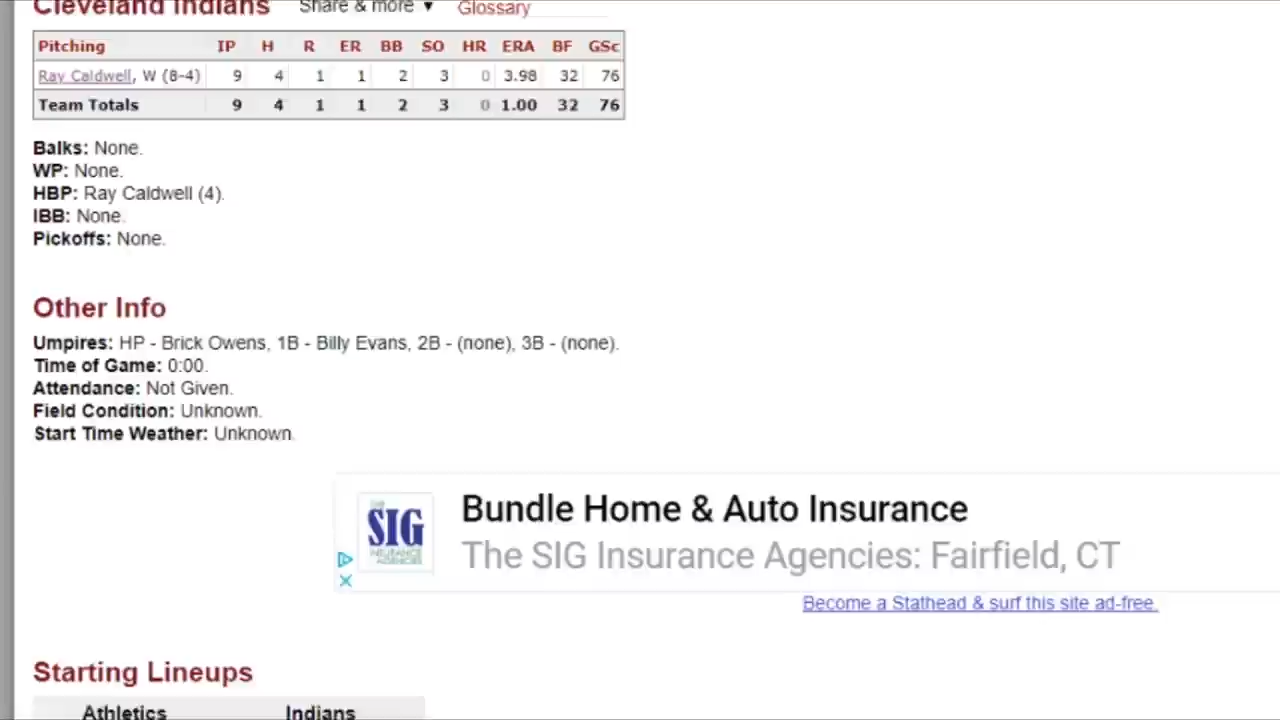 Cleveland Indians Share & more ▼ Glossary
Pitching IP H R ER BB SO HR ERA BF GSc
Ray Caldwell, W (8-4) 9 4 1 1 2 3 0 3.98 32 76
Team Totals 9 4 1 1 2 3 0 1.00 32 76
Balks: None.
WP: None.
HBP: Ray Caldwell (4).
IBB: None.
Pickoffs: None.
Other Info
Umpires: HP - Brick Owens, 1B - Billy Evans, 2B - (none), 3B - (none).
Time of Game: 0:00.
Attendance: Not Given.
Field Condition: Unknown.
Start Time Weather: Unknown.
THE
SIG
INSURANCE
AGENCIES
Bundle Home & Auto Insurance
The SIG Insurance Agencies: Fairfield, CT
Become a Stathead & surf this site ad-free.
Starting Lineups
Athletics Indians